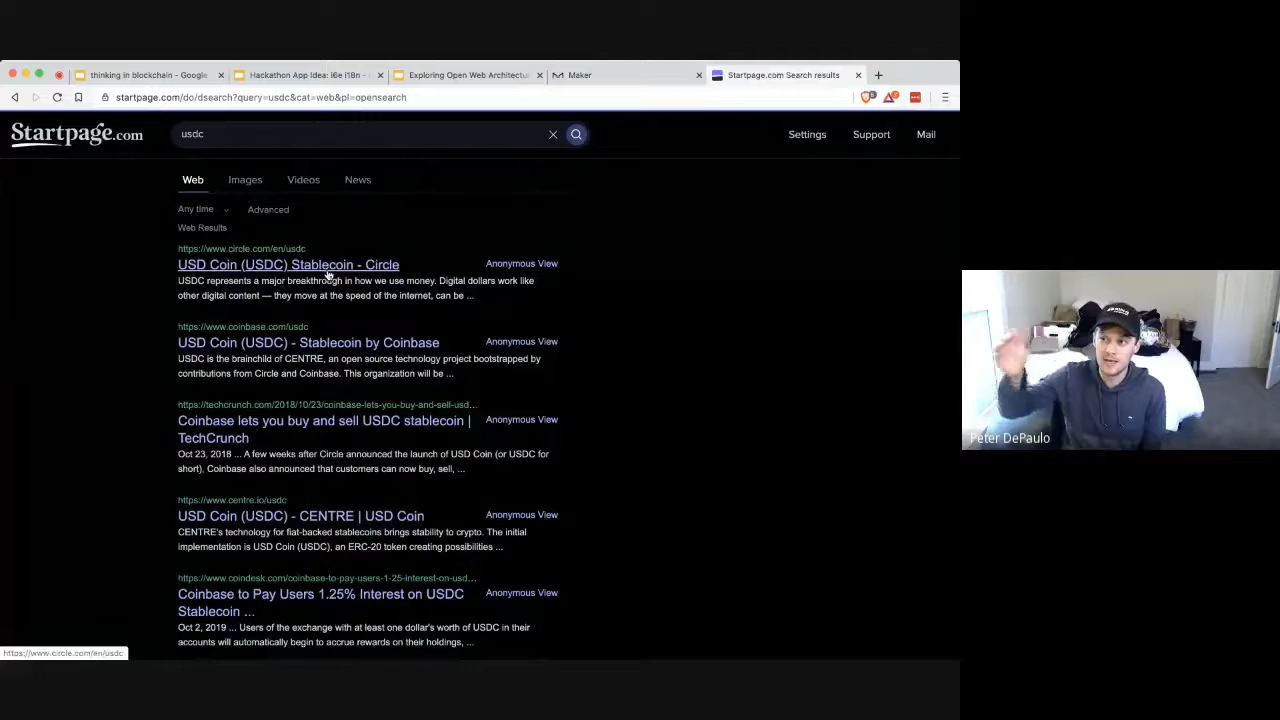 thinking in blockchain - Google
Hackathon App Idea: i6e i18n -
Exploring Open Web Architectu
Maker
Startpage.com Search results
startpage.com/do/dsearch?query=usdc&cat=web&pl=opensearch
Startpage.com
usdc
Settings
Support
Mail
Web
Images
Videos
News
Any time
Advanced
Web Results
https://www.circle.com/en/usdc
USD Coin (USDC) Stablecoin - Circle
Anonymous View
USDC represents a major breakthrough in how we use money. Digital dollars work like
other digital content — they move at the speed of the internet, can be ...
https://www.coinbase.com/usdc
USD Coin (USDC) - Stablecoin by Coinbase
Anonymous View
USDC is the brainchild of CENTRE, an open source technology project bootstrapped by
contributions from Circle and Coinbase. This organization will be ...
https://techcrunch.com/2018/10/23/coinbase-lets-you-buy-and-sell-usd...
Coinbase lets you buy and sell USDC stablecoin |
TechCrunch
Anonymous View
Oct 23, 2018 ... A few weeks after Circle announced the launch of USD Coin (or USDC for
short), Coinbase also announced that customers can now buy, sell, ...
https://www.centre.io/usdc
USD Coin (USDC) - CENTRE | USD Coin
Anonymous View
CENTRE's technology for fiat-backed stablecoins brings stability to crypto. The initial
implementation is USD Coin (USDC), an ERC-20 token creating possibilities ...
https://www.coindesk.com/coinbase-to-pay-users-1-25-interest-on-usd...
Coinbase to Pay Users 1.25% Interest on USDC
Stablecoin ...
Anonymous View
Oct 2, 2019 ... Users of the exchange with at least one dollar's worth of USDC in their
accounts will automatically begin to accrue rewards on their holdings, ...
https://www.circle.com/en/usdc
Peter DePaulo